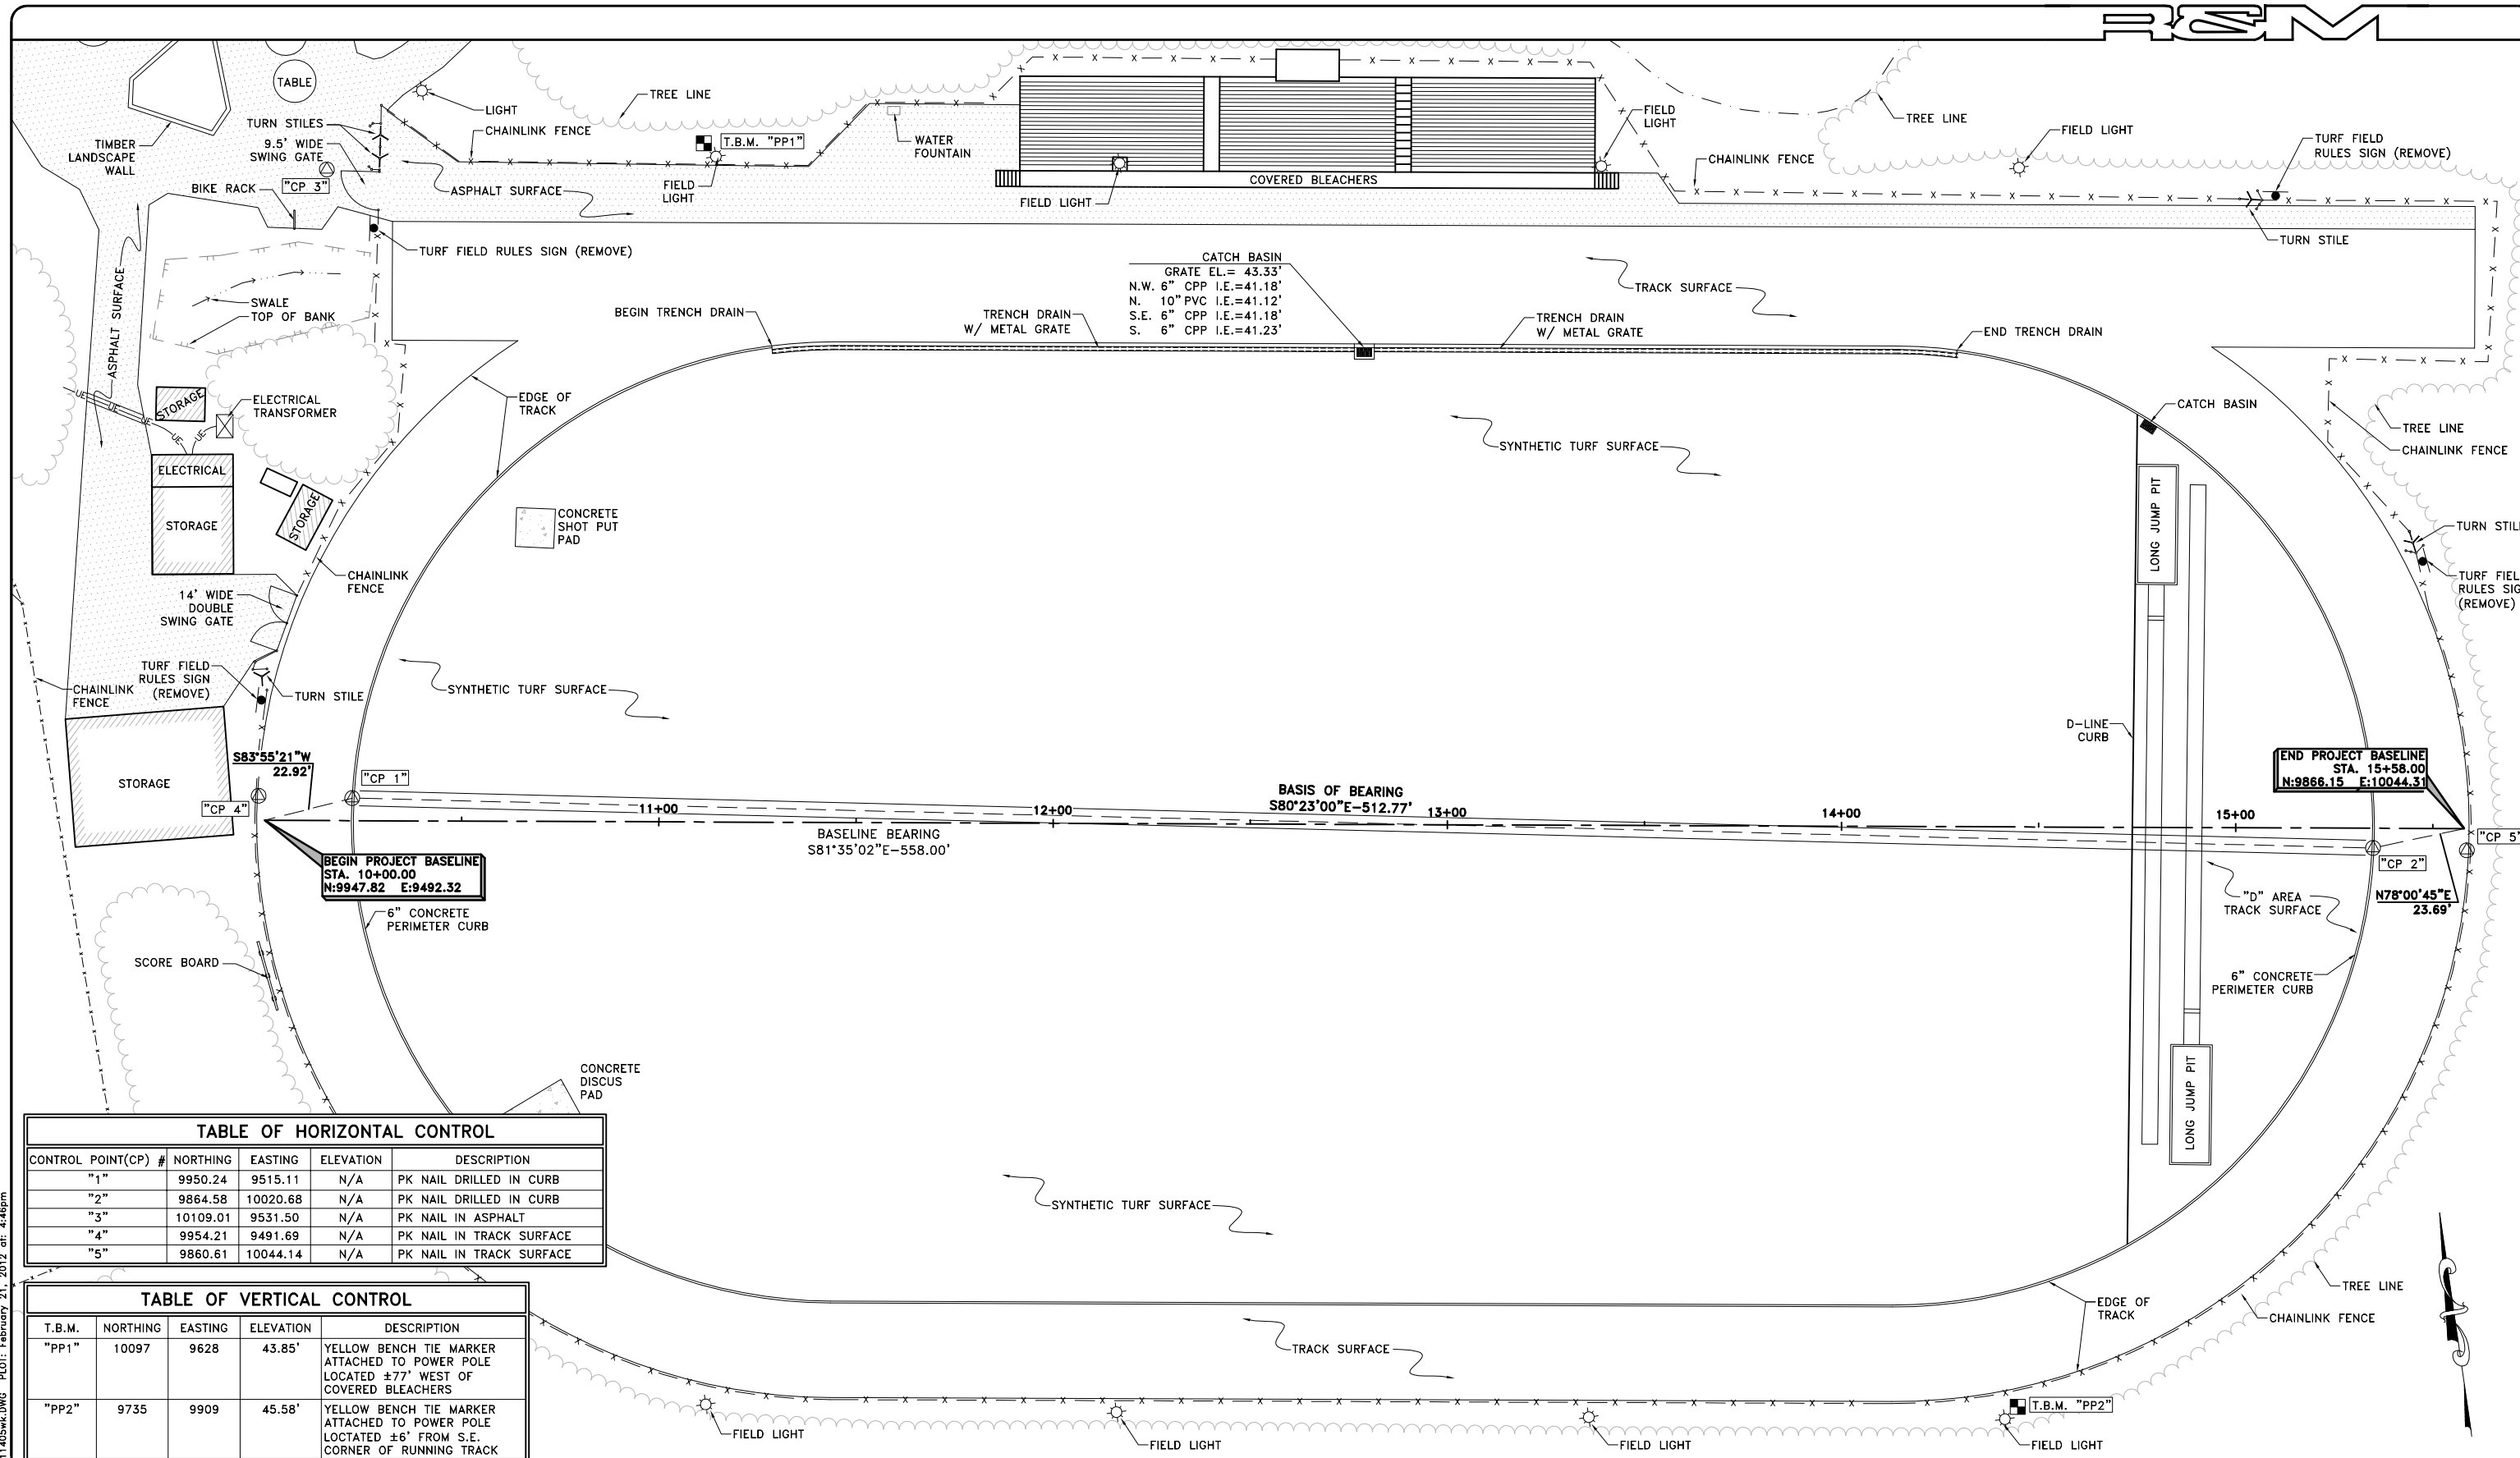 R&M
TABLE
LIGHT
TREE LINE
TURN STILES
CHAINLINK FENCE
TIMBER
LANDSCAPE
WALL
9.5' WIDE
SWING GATE
"CP 3"
BIKE RACK
ASPHALT SURFACE
T.B.M. "PP1"
FIELD
LIGHT
WATER
FOUNTAIN
FIELD LIGHT
COVERED BLEACHERS
FIELD
LIGHT
CHAINLINK FENCE
TREE LINE
FIELD LIGHT
TURF FIELD
RULES SIGN (REMOVE)
TURN STILE
TURF FIELD RULES SIGN (REMOVE)
ASPHALT SURFACE
SWALE
TOP OF BANK
CATCH BASIN
GRATE EL.= 43.33'
N.W. 6" CPP I.E.=41.18'
N. 10" PVC I.E.=41.12'
S.E. 6" CPP I.E.=41.18'
S. 6" CPP I.E.=41.23'
BEGIN TRENCH DRAIN
TRENCH DRAIN
W/ METAL GRATE
TRENCH DRAIN
W/ METAL GRATE
TRACK SURFACE
END TRENCH DRAIN
STORAGE
UE
UE
UE
UE
UE
ELECTRICAL
TRANSFORMER
EDGE OF
TRACK
CATCH BASIN
TREE LINE
CHAINLINK FENCE
SYNTHETIC TURF SURFACE
ELECTRICAL
STORAGE
STORAGE
CONCRETE
SHOT PUT
PAD
LONG JUMP PIT
TURN STIL
TURF FIEL
RULES SIG
(REMOVE)
CHAINLINK
FENCE
14' WIDE
DOUBLE
SWING GATE
TURF FIELD
RULES SIGN
(REMOVE)
TURN STILE
CHAINLINK
FENCE
SYNTHETIC TURF SURFACE
D-LINE
CURB
STORAGE
S83°55'21"W
22.92'
"CP 1"
"CP 4"
11+00
12+00
BASIS OF BEARING
S80°23'00"E-512.77'
13+00
14+00
15+00
END PROJECT BASELINE
STA. 15+58.00
N:9866.15 E:10044.31
"CP 5"
"CP 2"
BASELINE BEARING
S81°35'02"E-558.00'
BEGIN PROJECT BASELINE
STA. 10+00.00
N:9947.82 E:9492.32
6" CONCRETE
PERIMETER CURB
"D" AREA
TRACK SURFACE
N78°00'45"E
23.69'
SCORE BOARD
6" CONCRETE
PERIMETER CURB
CONCRETE
DISCUS
PAD
LONG JUMP PIT
TABLE OF HORIZONTAL CONTROL
CONTROL POINT(CP) # NORTHING EASTING ELEVATION DESCRIPTION
"1" 9950.24 9515.11 N/A PK NAIL DRILLED IN CURB
"2" 9864.58 10020.68 N/A PK NAIL DRILLED IN CURB
"3" 10109.01 9531.50 N/A PK NAIL IN ASPHALT
"4" 9954.21 9491.69 N/A PK NAIL IN TRACK SURFACE
"5" 9860.61 10044.14 N/A PK NAIL IN TRACK SURFACE
SYNTHETIC TURF SURFACE
TABLE OF VERTICAL CONTROL
T.B.M. NORTHING EASTING ELEVATION DESCRIPTION
"PP1" 10097 9628 43.85' YELLOW BENCH TIE MARKER
ATTACHED TO POWER POLE
LOCATED ±77' WEST OF
COVERED BLEACHERS
"PP2" 9735 9909 45.58' YELLOW BENCH TIE MARKER
ATTACHED TO POWER POLE
LOCTATED ±6' FROM S.E.
CORNER OF RUNNING TRACK
TRACK SURFACE
EDGE OF
TRACK
TREE LINE
CHAINLINK FENCE
T.B.M. "PP2"
FIELD LIGHT
FIELD LIGHT
FIELD LIGHT
FIELD LIGHT
11405wk.DWG PLOT: February 21, 2012 at: 4:46pm